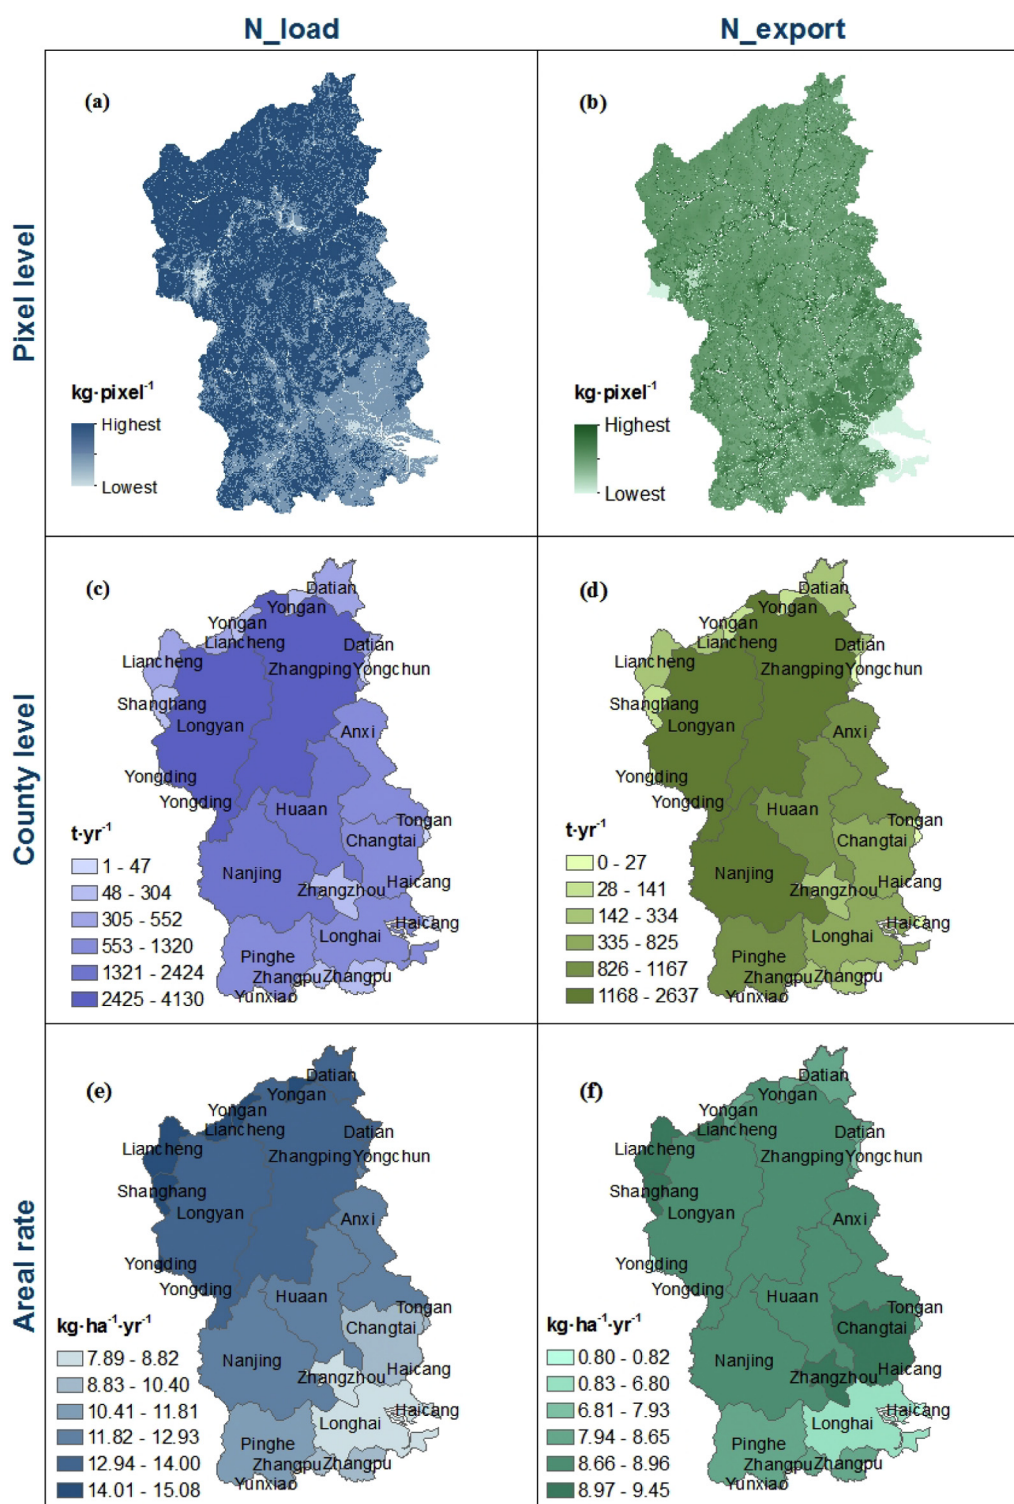 N_load
N_export
Pixel level
(a)
kg·pixel⁻¹
Highest
Lowest
(b)
kg·pixel⁻¹
Highest
Lowest
County level
(c)
Datian
Yongan
Yongan
Liancheng
Datian
Liancheng
Zhangping
Yongchun
Shanghang
Longyan
Anxi
Yongding
Yongding
Huaan
Tongan
Changtai
Nanjing
Zhangzhou
Haicang
Haicang
Longhai
Pinghe
Zhangpu
Zhangpu
Yunxiao
t·yr⁻¹
1 - 47
48 - 304
305 - 552
553 - 1320
1321 - 2424
2425 - 4130
(d)
Datian
Yongan
Yongan
Liancheng
Datian
Liancheng
Zhangping
Yongchun
Shanghang
Longyan
Anxi
Yongding
Yongding
Huaan
Tongan
Changtai
Nanjing
Zhangzhou
Haicang
Haicang
Longhai
Pinghe
Zhangpu
Zhangpu
Yunxiao
t·yr⁻¹
0 - 27
28 - 141
142 - 334
335 - 825
826 - 1167
1168 - 2637
Areal rate
(e)
Datian
Yongan
Yongan
Liancheng
Datian
Liancheng
Zhangping
Yongchun
Shanghang
Longyan
Anxi
Yongding
Yongding
Huaan
Tongan
Changtai
Nanjing
Zhangzhou
Haicang
Haicang
Longhai
Pinghe
Zhangpu
Zhangpu
Yunxiao
kg·ha⁻¹·yr⁻¹
7.89 - 8.82
8.83 - 10.40
10.41 - 11.81
11.82 - 12.93
12.94 - 14.00
14.01 - 15.08
(f)
Datian
Yongan
Yongan
Liancheng
Datian
Liancheng
Zhangping
Yongchun
Shanghang
Longyan
Anxi
Yongding
Yongding
Huaan
Tongan
Changtai
Nanjing
Zhangzhou
Haicang
Haicang
Longhai
Pinghe
Zhangpu
Zhangpu
Yunxiao
kg·ha⁻¹·yr⁻¹
0.80 - 0.82
0.83 - 6.80
6.81 - 7.93
7.94 - 8.65
8.66 - 8.96
8.97 - 9.45